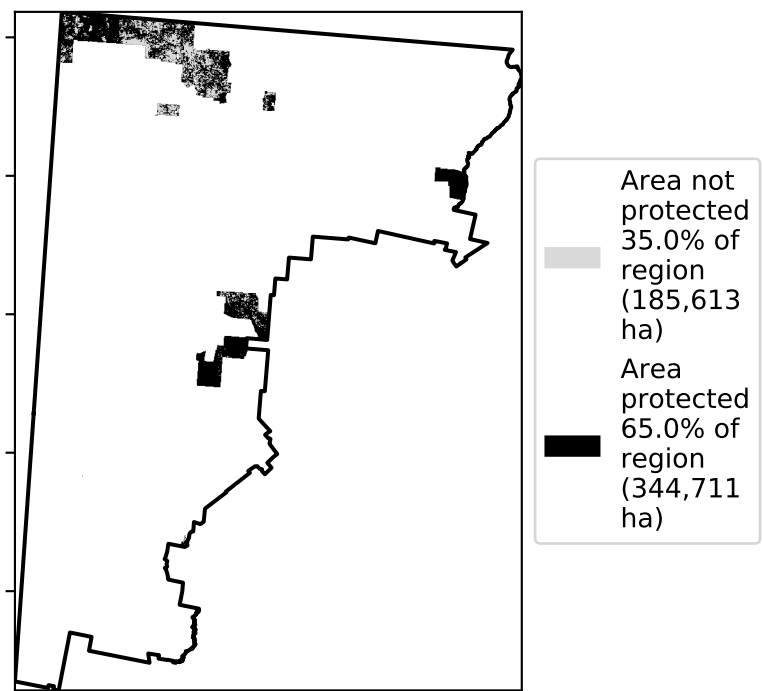 Area not
protected
35.0% of
region
(185,613
ha)
Area
protected
65.0% of
region
(344,711
ha)